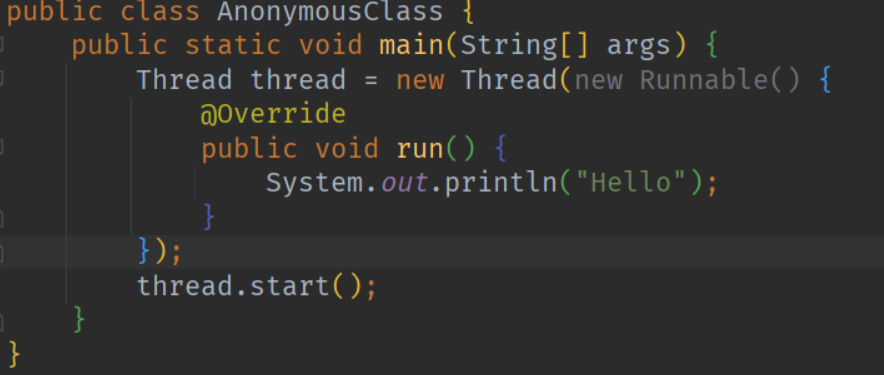 public class AnonymousClass {
    public static void main(String[] args) {
        Thread thread = new Thread(new Runnable() {
            @Override
            public void run() {
                System.out.println("Hello");
            }
        });
        thread.start();
    }
}